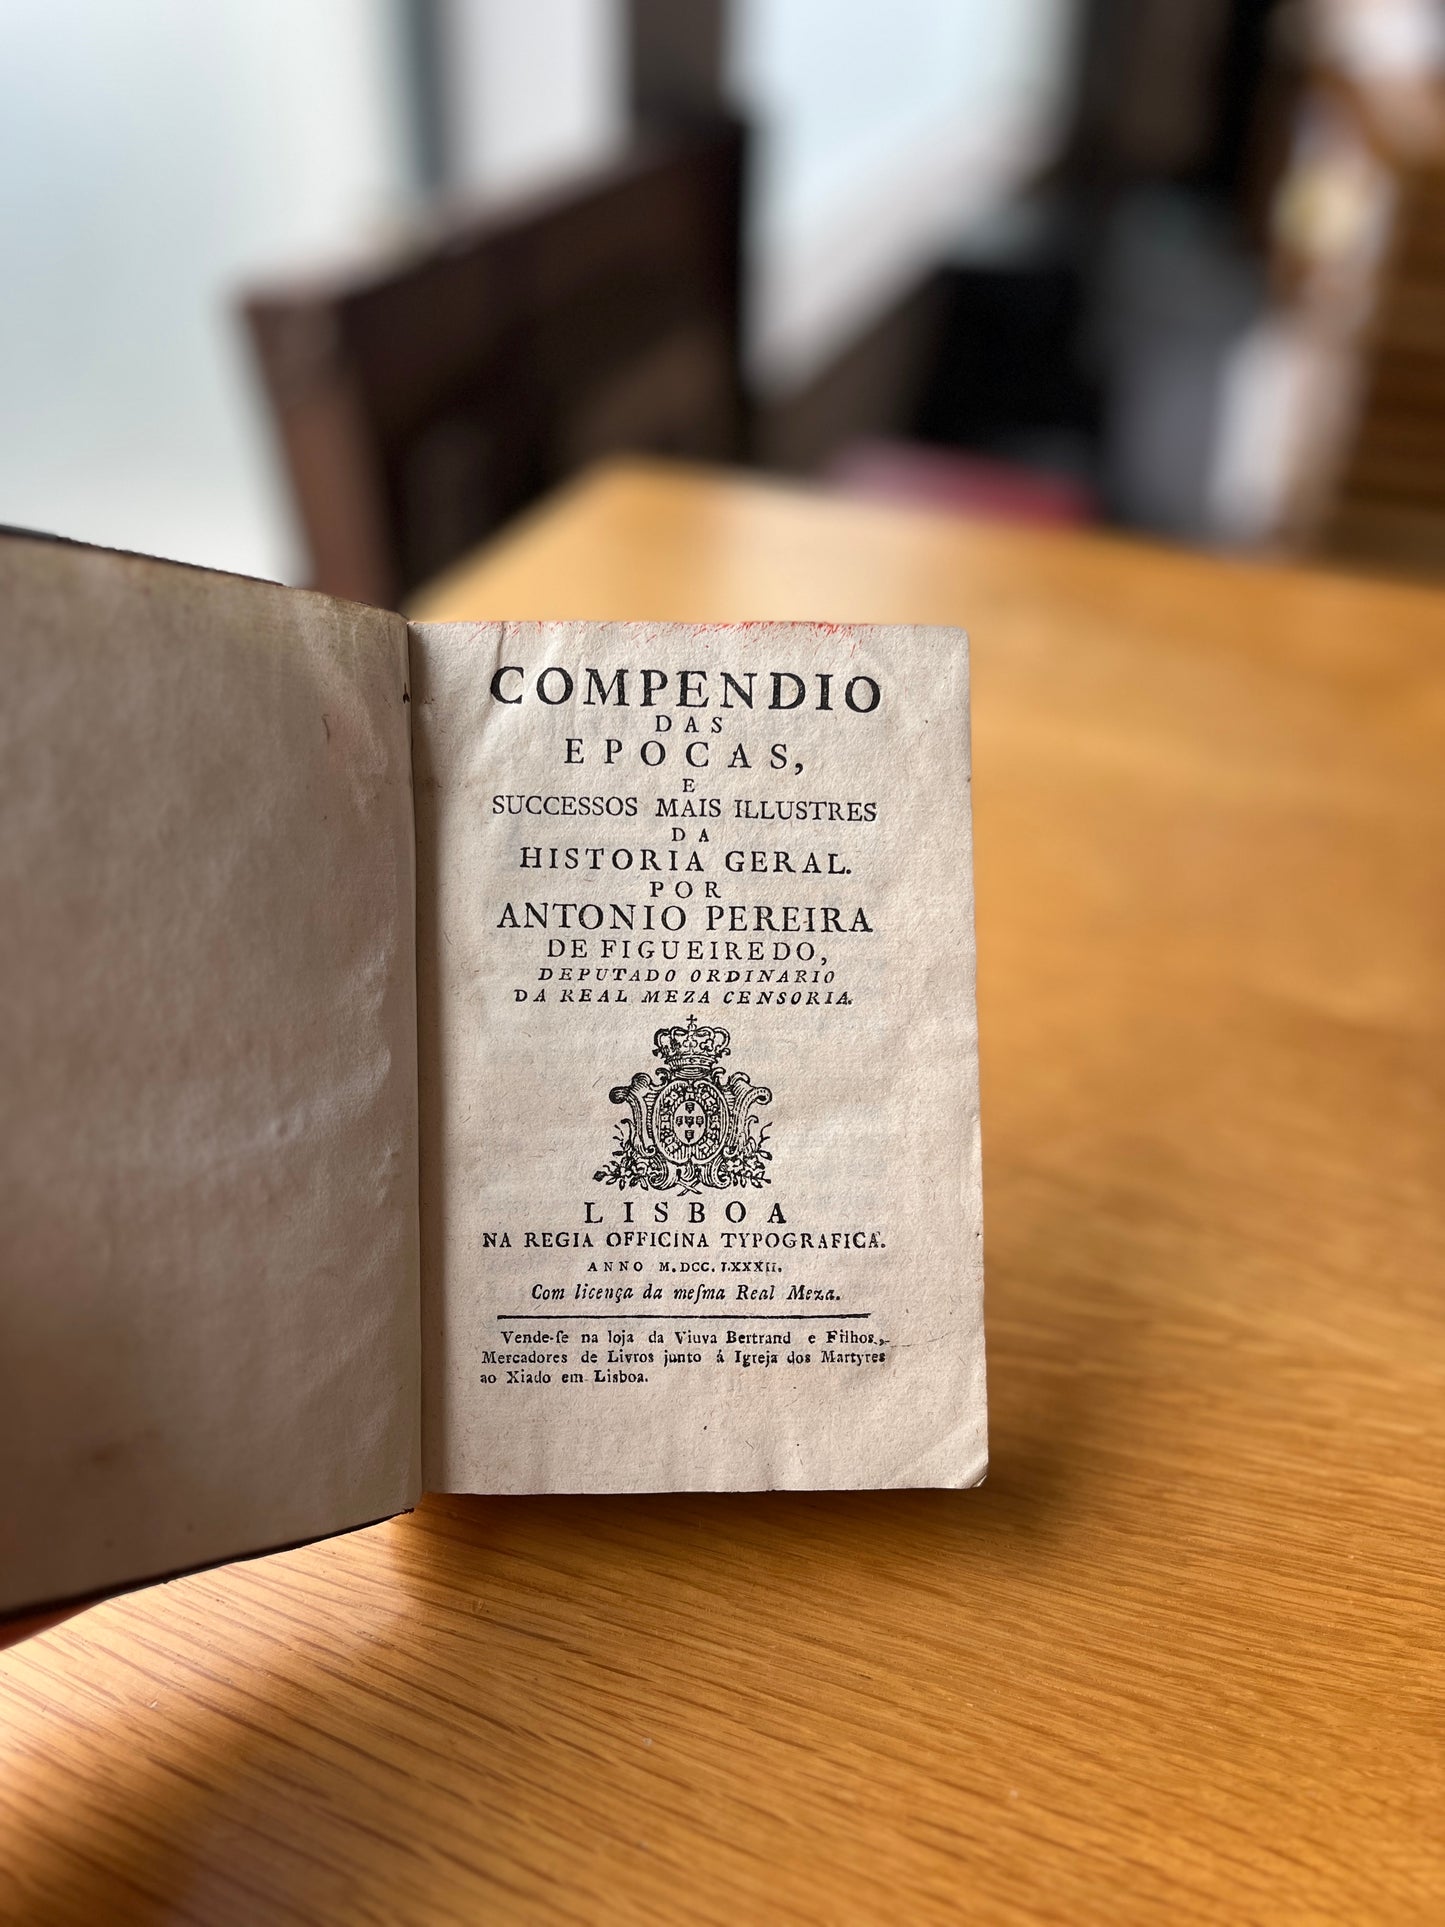 COMPENDIO
DAS
EPOCAS,
E
SUCCESSOS MAIS ILLUSTRES
DA
HISTORIA GERAL.
POR
ANTONIO PEREIRA
DE FIGUEIREDO,
DEPUTADO ORDINARIO
DA REAL MEZA CENSORIA.
LISBOA
NA REGIA OFFICINA TYPOGRAFICA.
ANNO M.DCC.LXXXII.
Com licença da meſma Real Meza.
Vende-ſe na loja da Viuva Bertrand e Filhos,
Mercadores de Livros junto á Igreja dos Martyres
ao Xiado em Lisboa.